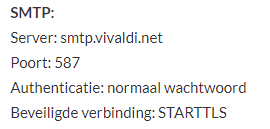 SMTP:
Server: smtp.vivaldi.net
Poort: 587
Authenticatie: normaal wachtwoord
Beveiligde verbinding: STARTTLS